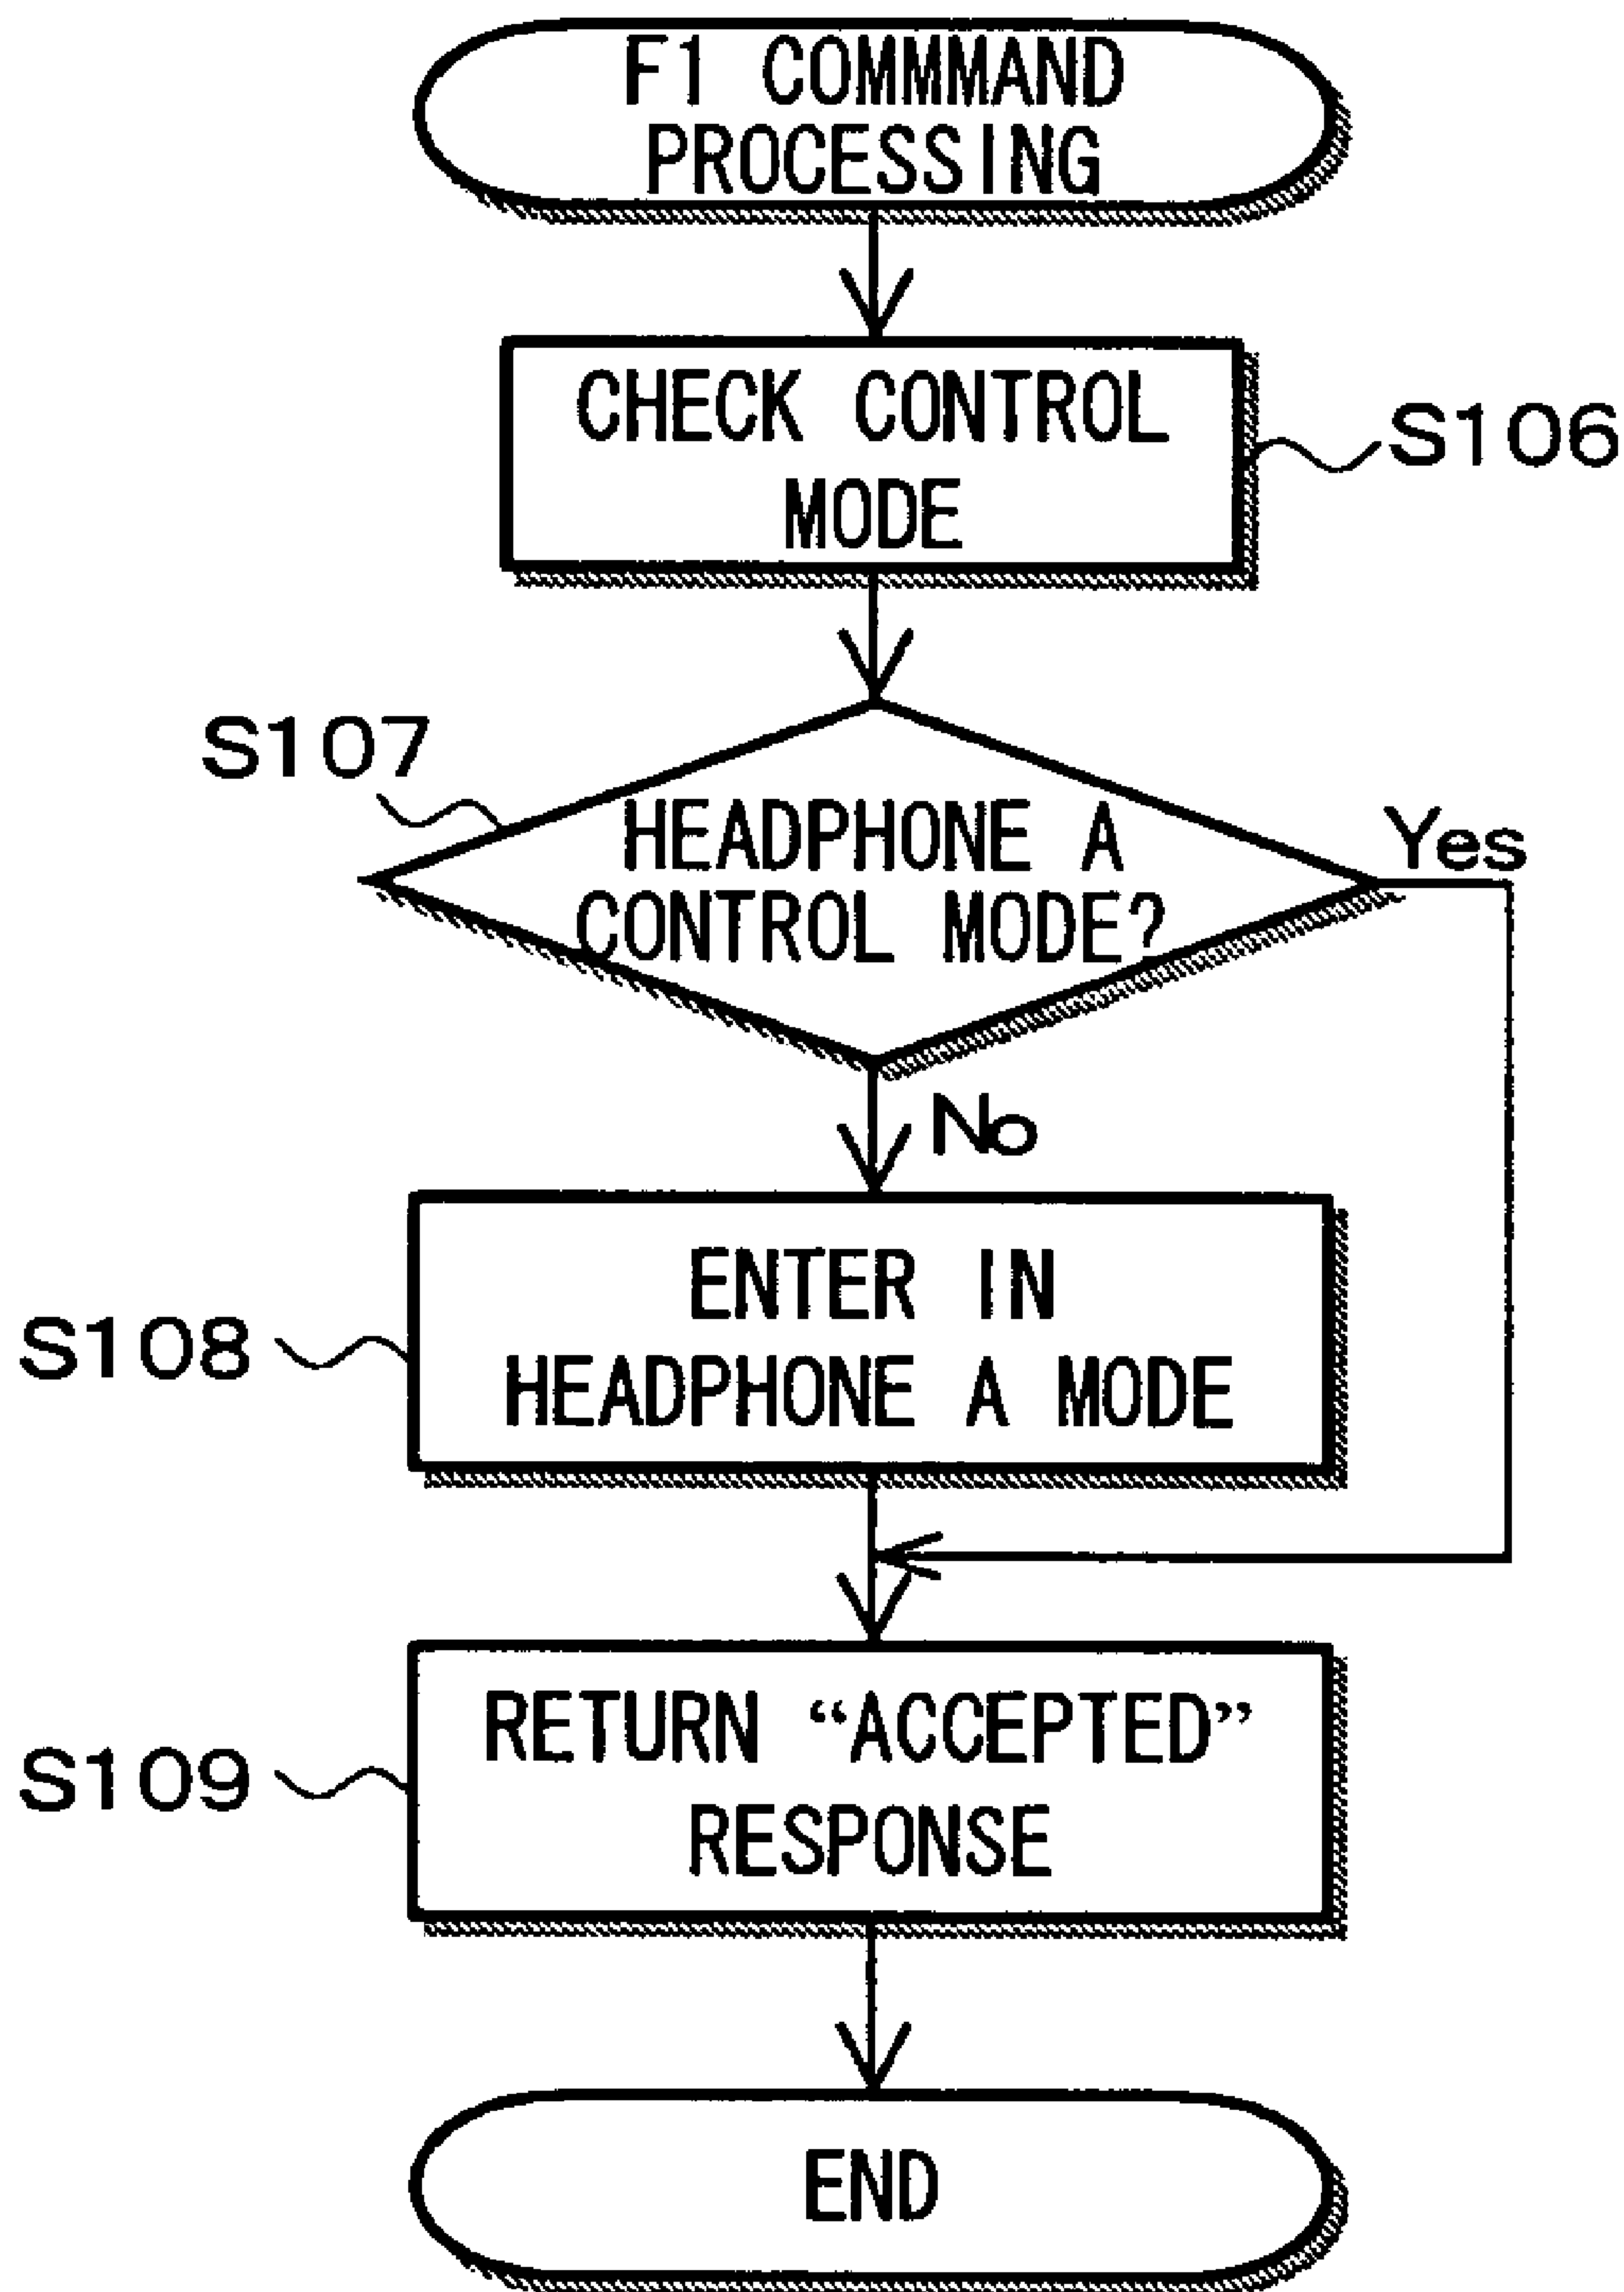 F1 COMMMAND
PROCESSING
CHECK CONTROL
MODE
S106
S107
HEADPHONE A
CONTROL MODE?
Yes
No
ENTER IN
HEADPHONE A MODE
S108
RETURN “ACCEPTED”
RESPONSE
S109
END